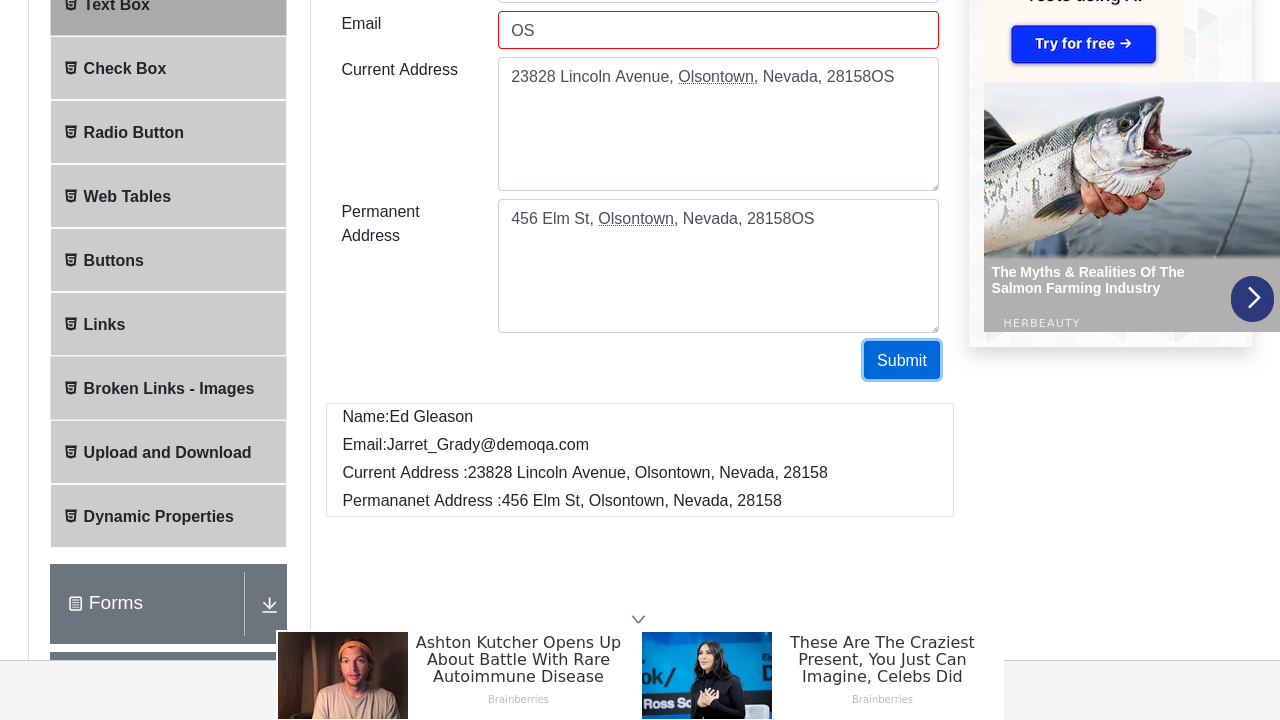 Text Box
Check Box
Radio Button
Web Tables
Buttons
Links
Broken Links - Images
Upload and Download
Dynamic Properties
Forms
Email
OS
Current Address
23828 Lincoln Avenue, Olsontown, Nevada, 28158OS
Permanent
Address
456 Elm St, Olsontown, Nevada, 28158OS
Submit
Name:Ed Gleason
Email:Jarret_Grady@demoqa.com
Current Address :23828 Lincoln Avenue, Olsontown, Nevada, 28158
Permananet Address :456 Elm St, Olsontown, Nevada, 28158
Try for free →
The Myths & Realities Of The
Salmon Farming Industry
HERBEAUTY
Ashton Kutcher Opens Up
About Battle With Rare
Autoimmune Disease
Brainberries
These Are The Craziest
Present, You Just Can
Imagine, Celebs Did
Brainberries